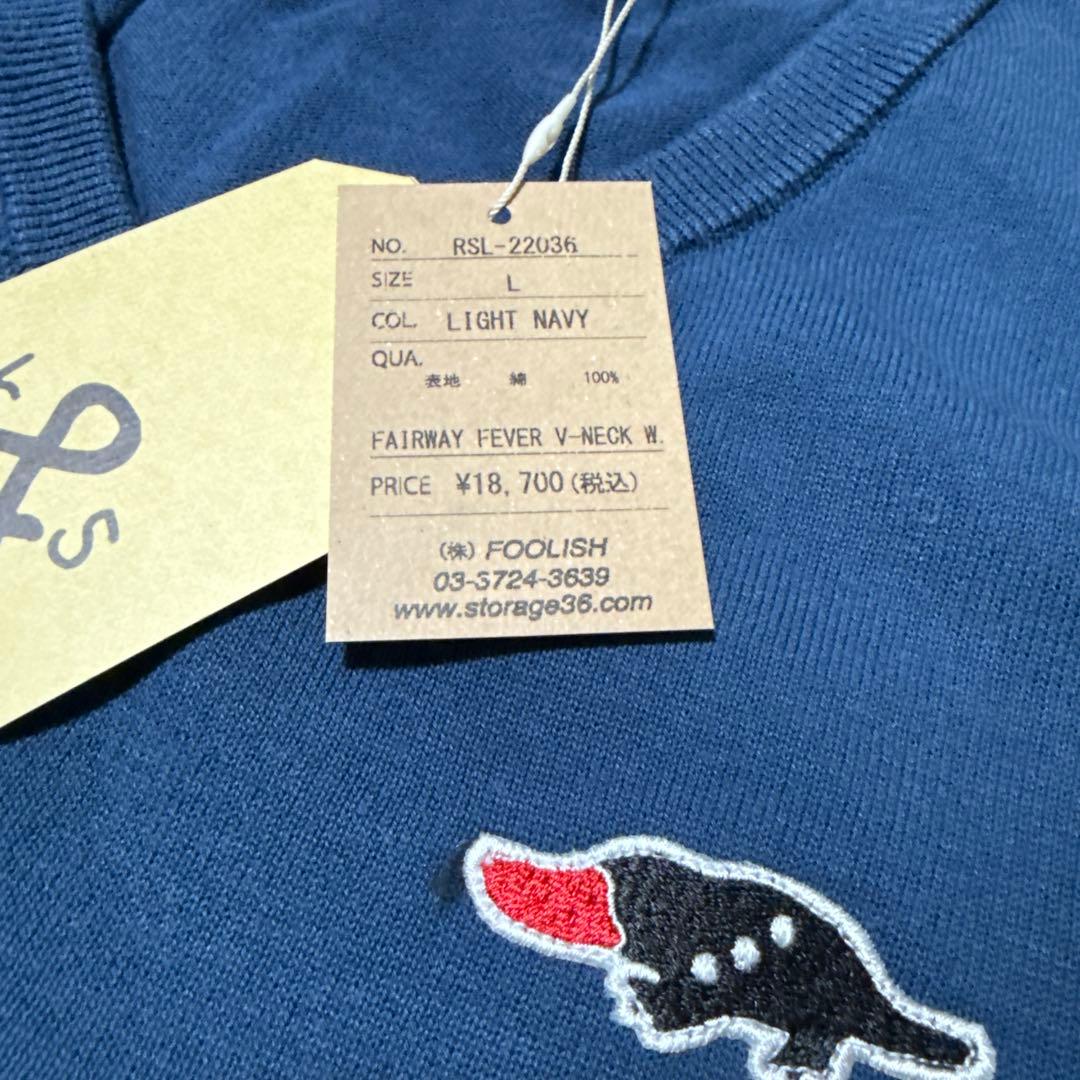 NO. RSL-22036
SIZE L
COL. LIGHT NAVY
QUA.
表地 綿 100%
FAIRWAY FEVER V-NECK W.
PRICE ¥18,700(税込)
(株) FOOLISH
03-3724-3639
www.storage36.com